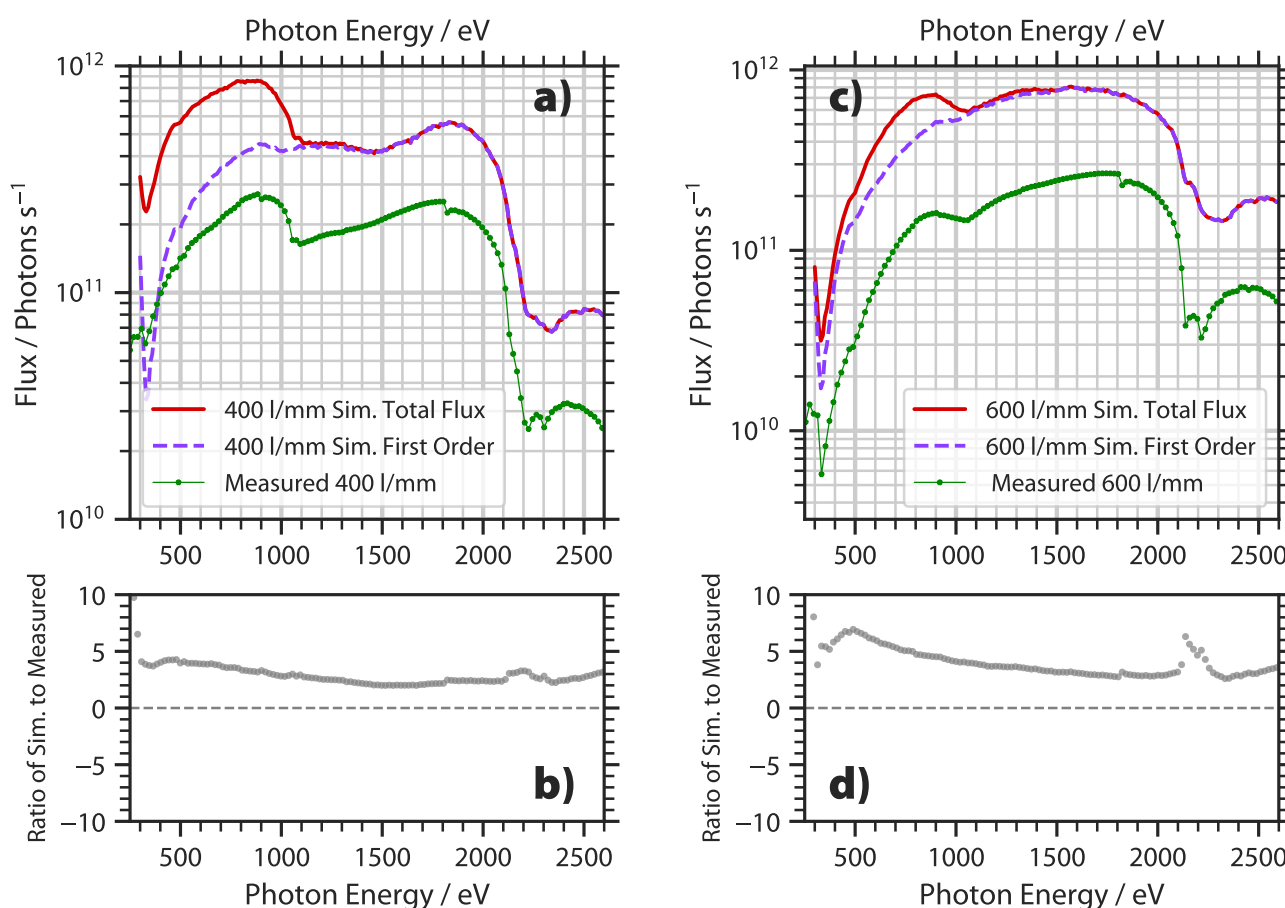 Photon Energy / eV
500 1000 1500 2000 2500
10¹²
10¹¹
10¹⁰
Flux / Photons s⁻¹
a)
400 l/mm Sim. Total Flux
400 l/mm Sim. First Order
Measured 400 l/mm
Photon Energy / eV
500 1000 1500 2000 2500
10¹²
10¹¹
10¹⁰
Flux / Photons s⁻¹
c)
600 l/mm Sim. Total Flux
600 l/mm Sim. First Order
Measured 600 l/mm
10
5
0
−5
−10
Ratio of Sim. to Measured
b)
500 1000 1500 2000 2500
Photon Energy / eV
10
5
0
−5
−10
Ratio of Sim. to Measured
d)
500 1000 1500 2000 2500
Photon Energy / eV